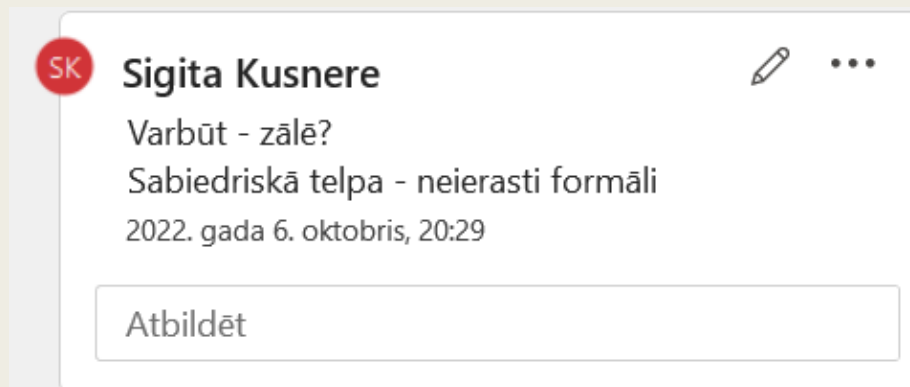 SK
Sigita Kusnere
Varbūt - zālē?
Sabiedriskā telpa - neierasti formāli
2022. gada 6. oktobris, 20:29
Atbildēt